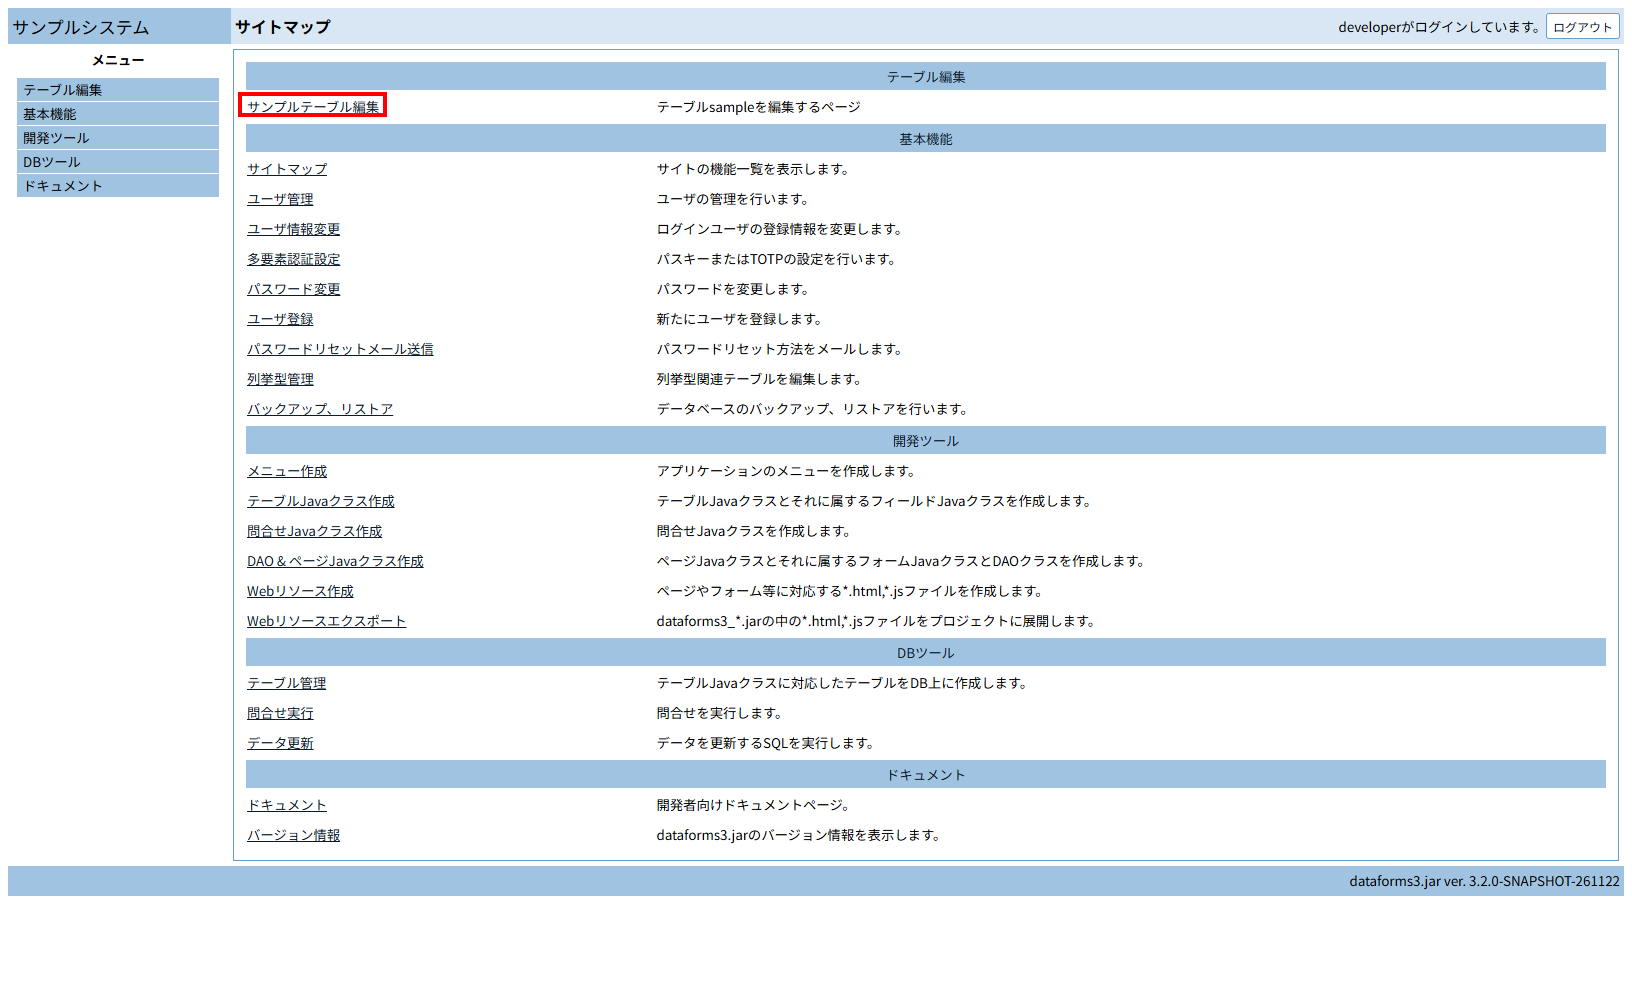 サンプルシステム
サイトマップ
developerがログインしています。 ログアウト
メニュー
テーブル編集
基本機能
開発ツール
DBツール
ドキュメント
テーブル編集
サンプルテーブル編集 テーブルsampleを編集するページ
基本機能
サイトマップ サイトの機能一覧を表示します。
ユーザ管理 ユーザの管理を行います。
ユーザ情報変更 ログインユーザの登録情報を変更します。
多要素認証設定 パスキーまたはTOTPの設定を行います。
パスワード変更 パスワードを変更します。
ユーザ登録 新たにユーザを登録します。
パスワードリセットメール送信 パスワードリセット方法をメールします。
列挙型管理 列挙型関連テーブルを編集します。
バックアップ、リストア データベースのバックアップ、リストアを行います。
開発ツール
メニュー作成 アプリケーションのメニューを作成します。
テーブルJavaクラス作成 テーブルJavaクラスとそれに属するフィールドJavaクラスを作成します。
問合せJavaクラス作成 問合せJavaクラスを作成します。
DAO & ページJavaクラス作成 ページJavaクラスとそれに属するフォームJavaクラスとDAOクラスを作成します。
Webリソース作成 ページやフォーム等に対応する*.html,*.jsファイルを作成します。
Webリソースエクスポート dataforms3_*.jarの中の*.html,*.jsファイルをプロジェクトに展開します。
DBツール
テーブル管理 テーブルJavaクラスに対応したテーブルをDB上に作成します。
問合せ実行 問合せを実行します。
データ更新 データを更新するSQLを実行します。
ドキュメント
ドキュメント 開発者向けドキュメントページ。
バージョン情報 dataforms3.jarのバージョン情報を表示します。
dataforms3.jar ver. 3.2.0-SNAPSHOT-261122